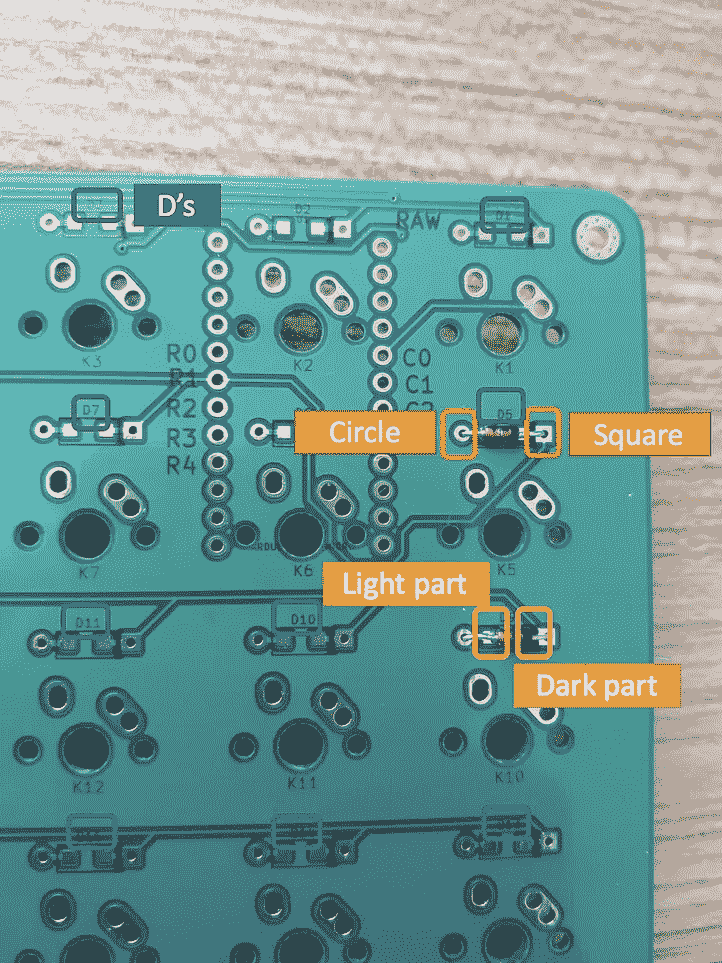 D's
D2
RAW
D1
K3
K2
K1
R0
C0
R1
C1
R2
D7
D5
R3
Circle
Square
R4
K7
K6
K5
Light part
D11
D10
Dark part
K12
K11
K10